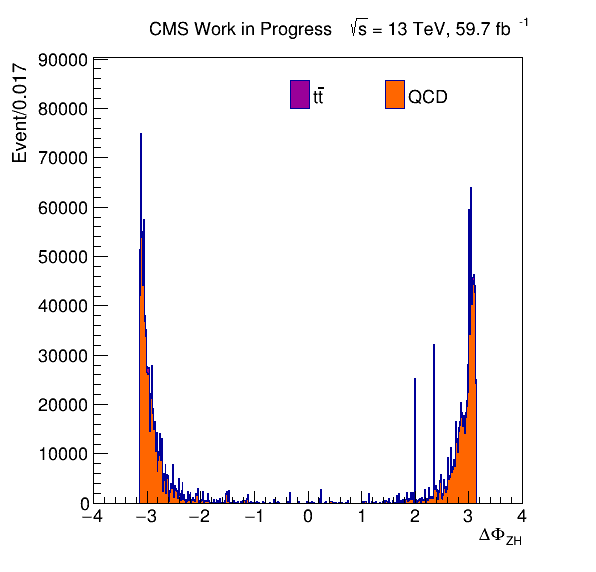 CMS Work in Progress √s = 13 TeV, 59.7 fb⁻¹
Event/0.017
tt̄
QCD
90000
80000
70000
60000
50000
40000
30000
20000
10000
0
−4 −3 −2 −1 0 1 2 3 4
ΔΦ_ZH